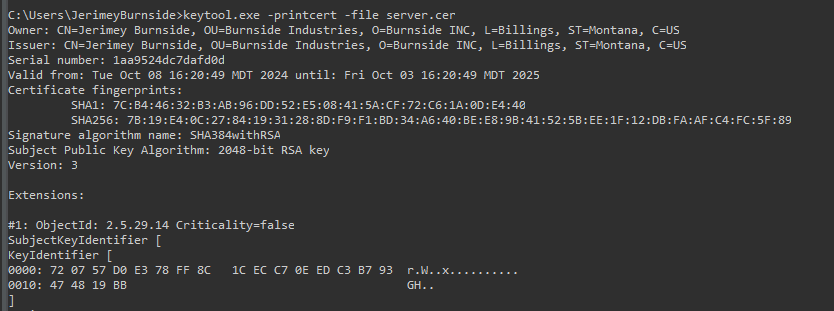 C:\Users\JerimeyBurnside>keytool.exe -printcert -file server.cer
Owner: CN=Jerimey Burnside, OU=Burnside Industries, O=Burnside INC, L=Billings, ST=Montana, C=US
Issuer: CN=Jerimey Burnside, OU=Burnside Industries, O=Burnside INC, L=Billings, ST=Montana, C=US
Serial number: 1aa9524dc7dafd0d
Valid from: Tue Oct 08 16:20:49 MDT 2024 until: Fri Oct 03 16:20:49 MDT 2025
Certificate fingerprints:
SHA1: 7C:B4:46:32:B3:AB:96:DD:52:E5:08:41:5A:CF:72:C6:1A:0D:E4:40
SHA256: 7B:19:E4:0C:27:84:19:31:28:8D:F9:F1:BD:34:A6:40:BE:E8:9B:41:52:5B:EE:1F:12:DB:FA:AF:C4:FC:5F:89
Signature algorithm name: SHA384withRSA
Subject Public Key Algorithm: 2048-bit RSA key
Version: 3
Extensions:
#1: ObjectId: 2.5.29.14 Criticality=false
SubjectKeyIdentifier [
KeyIdentifier [
0000: 72 07 57 D0 E3 78 FF 8C   1C EC C7 0E ED C3 B7 93  r.W..x..........
0010: 47 48 19 BB                                        GH..
]